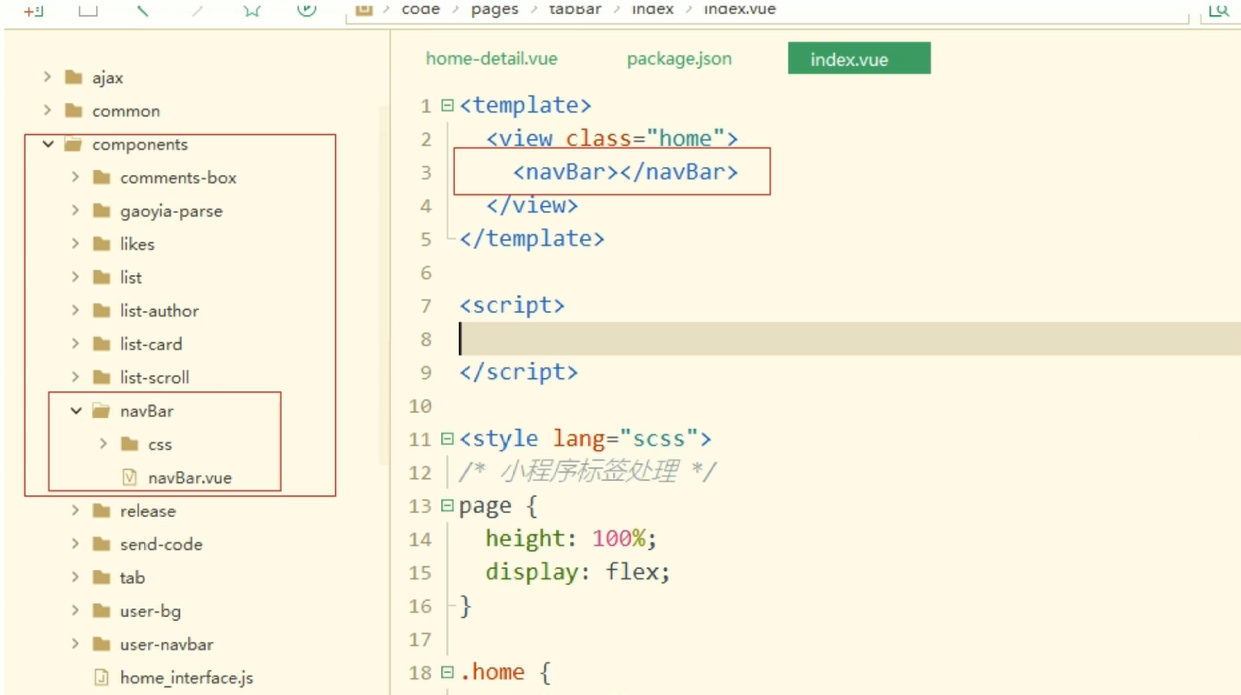 code > pages > tabBar > index > index.vue
ajax
common
components
comments-box
gaoyia-parse
likes
list
list-author
list-card
list-scroll
navBar
css
navBar.vue
release
send-code
tab
user-bg
user-navbar
home_interface.js
home-detail.vue package.json index.vue
1 <template>
2 <view class="home">
3 <navBar></navBar>
4 </view>
5 </template>
6
7 <script>
8
9 </script>
10
11 <style lang="scss">
12 /* 小程序标签处理 */
13 page {
14 height: 100%;
15 display: flex;
16 }
17
18 .home {